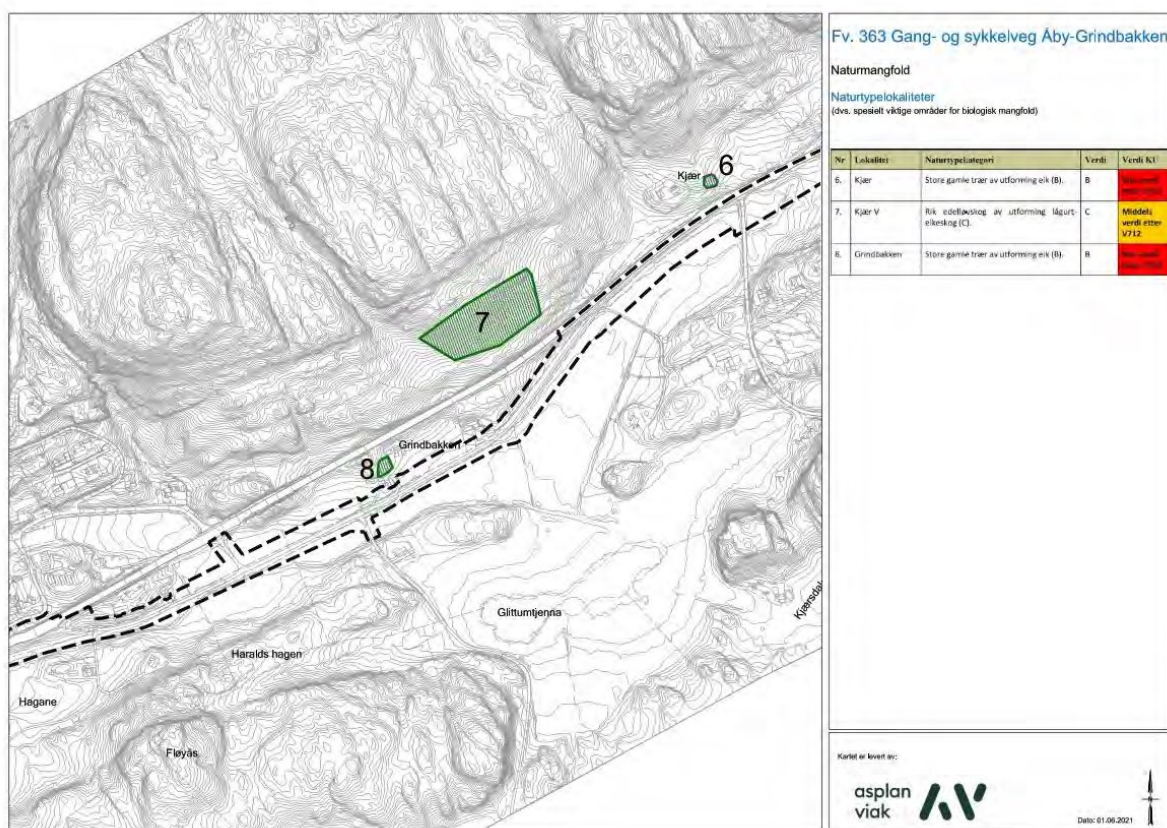 Fv. 363 Gang- og sykkelveg Åby-Grindbakken
Naturmangfold
Naturtypelokaliteter
(dvs. spesielt viktige områder for biologisk mangfold)
Nr Lokalitet Naturtypekategori Verdi Verdi KU
6. Kjær Store gamle trær av utforming eik (B). B
7. Kjær V Rik edelløvskog av utforming lågurt-
eikeskog (C). C Middels
verdi etter
V712
8. Grindbakken Store gamle trær av utforming eik (B). B
Kjær
6
7
Grindbakken
8
Glittumtjenna
Haralds hagen
Hagane
Fløyås
Kartet er levert av:
asplan
viak
Dato: 01.06.2021